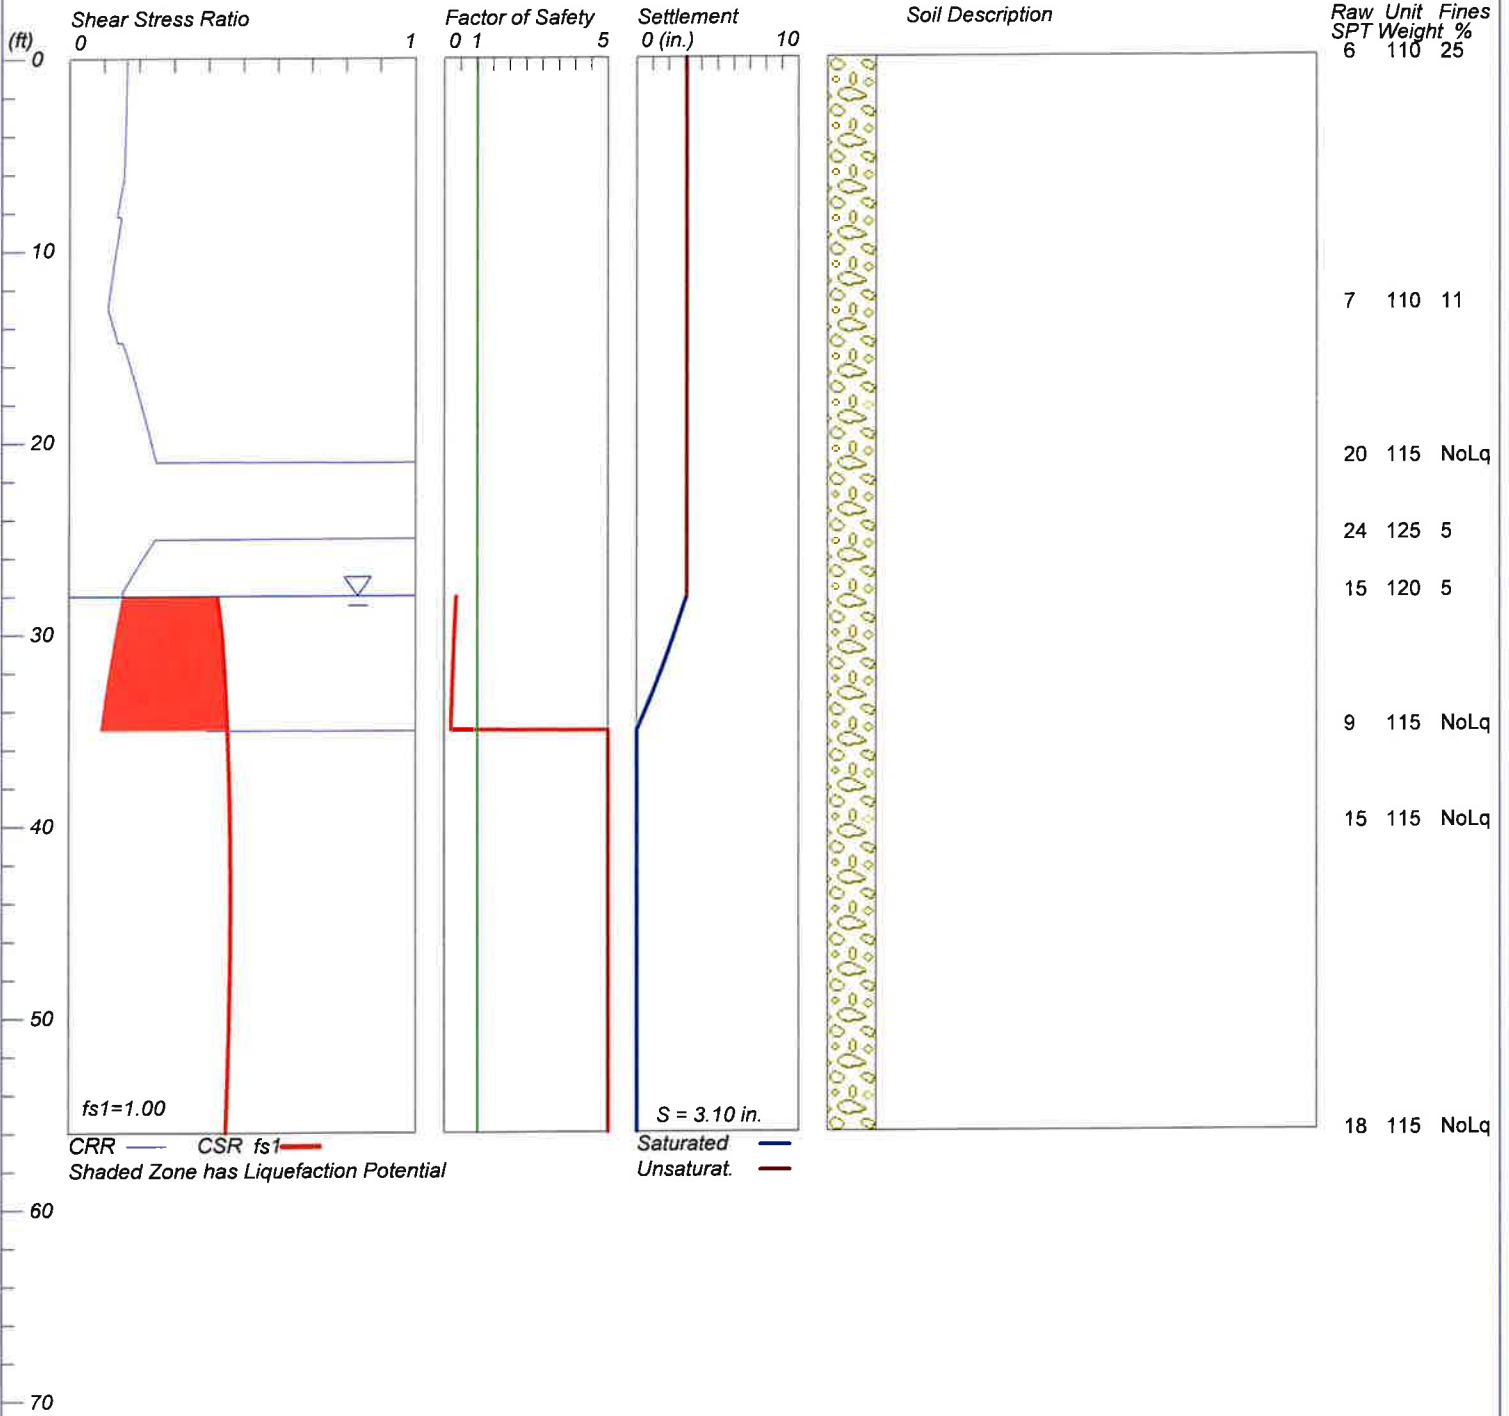 Shear Stress Ratio Factor of Safety Settlement Soil Description Raw Unit Fines
SPT Weight %
(ft) 0 1 0 1 5 0 (in.) 10
0 6 110 25
10
7 110 11
20
20 115 NoLq
24 125 5
15 120 5
30
9 115 NoLq
40 15 115 NoLq
50
fs1=1.00 S = 3.10 in.
18 115 NoLq
CRR CSR fs1 Saturated
Shaded Zone has Liquefaction Potential Unsaturat.
60
70